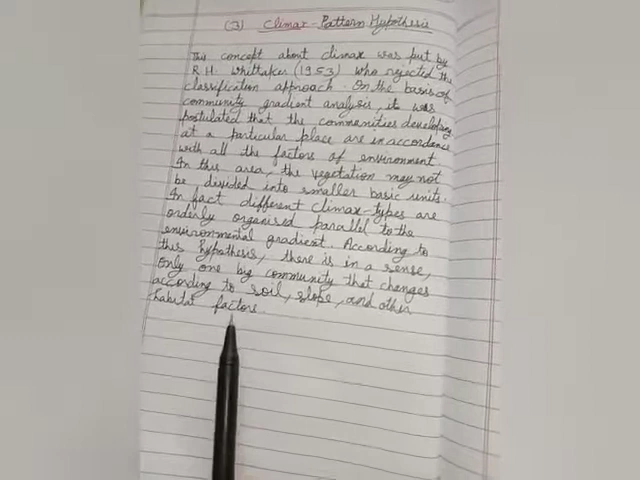 (3) Climax-Pattern Hypothesis
This concept about climax was put by
R.H. Whittaker (1953) who rejected the
classification approach. On the basis of
community gradient analysis, it was
postulated that the communities developing
at a particular place are in accordance
with all the factors of environment.
In this area, the vegetation may not
be divided into smaller basic units.
In fact different climax types are
orderly organised parallel to the
environmental gradient. According to
this hypothesis, there is in a sense,
only one big community that changes
according to soil, slope, and other
habitat factors.